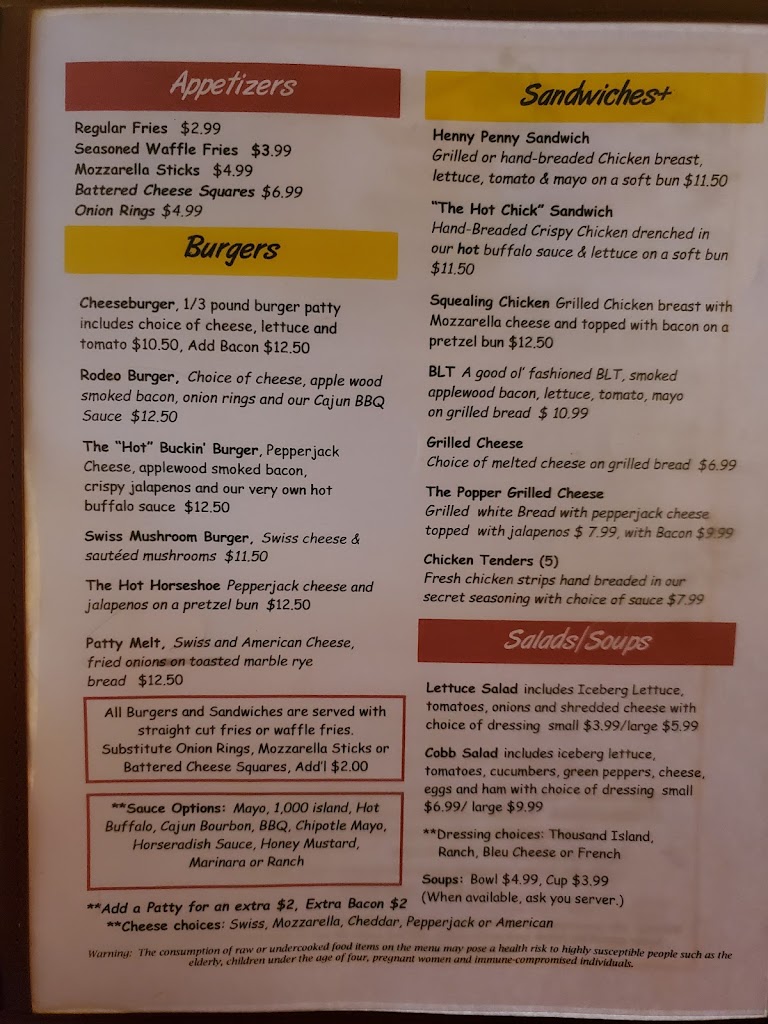 Appetizers
Regular Fries $2.99
Seasoned Waffle Fries $3.99
Mozzarella Sticks $4.99
Battered Cheese Squares $6.99
Onion Rings $4.99
Burgers
Cheeseburger, 1/3 pound burger patty
includes choice of cheese, lettuce and
tomato $10.50, Add Bacon $12.50
Rodeo Burger, Choice of cheese, apple wood
smoked bacon, onion rings and our Cajun BBQ
Sauce $12.50
The "Hot" Buckin' Burger, Pepperjack
Cheese, applewood smoked bacon,
crispy jalapenos and our very own hot
buffalo sauce $12.50
Swiss Mushroom Burger, Swiss cheese &
sautéed mushrooms $11.50
The Hot Horseshoe Pepperjack cheese and
jalapenos on a pretzel bun $12.50
Patty Melt, Swiss and American Cheese,
fried onions on toasted marble rye
bread $12.50
All Burgers and Sandwiches are served with
straight cut fries or waffle fries.
Substitute Onion Rings, Mozzarella Sticks or
Battered Cheese Squares, Add'l $2.00
**Sauce Options: Mayo, 1,000 island, Hot
Buffalo, Cajun Bourbon, BBQ, Chipotle Mayo,
Horseradish Sauce, Honey Mustard,
Marinara or Ranch
**Add a Patty for an extra $2, Extra Bacon $2
**Cheese choices: Swiss, Mozzarella, Cheddar, Pepperjack or American
Sandwiches+
Henny Penny Sandwich
Grilled or hand-breaded Chicken breast,
lettuce, tomato & mayo on a soft bun $11.50
"The Hot Chick" Sandwich
Hand-Breaded Crispy Chicken drenched in
our hot buffalo sauce & lettuce on a soft bun
$11.50
Squealing Chicken Grilled Chicken breast with
Mozzarella cheese and topped with bacon on a
pretzel bun $12.50
BLT A good ol' fashioned BLT, smoked
applewood bacon, lettuce, tomato, mayo
on grilled bread $ 10.99
Grilled Cheese
Choice of melted cheese on grilled bread $6.99
The Popper Grilled Cheese
Grilled white Bread with pepperjack cheese
topped with jalapenos $ 7.99, with Bacon $9.99
Chicken Tenders (5)
Fresh chicken strips hand breaded in our
secret seasoning with choice of sauce $7.99
Salads/Soups
Lettuce Salad includes Iceberg Lettuce,
tomatoes, onions and shredded cheese with
choice of dressing small $3.99/large $5.99
Cobb Salad includes iceberg lettuce,
tomatoes, cucumbers, green peppers, cheese,
eggs and ham with choice of dressing small
$6.99/ large $9.99
**Dressing choices: Thousand Island,
Ranch, Bleu Cheese or French
Soups: Bowl $4.99, Cup $3.99
(When available, ask you server.)
Warning: The consumption of raw or undercooked food items on the menu may pose a health risk to highly susceptible people such as the
elderly, children under the age of four, pregnant women and immune-compromised individuals.